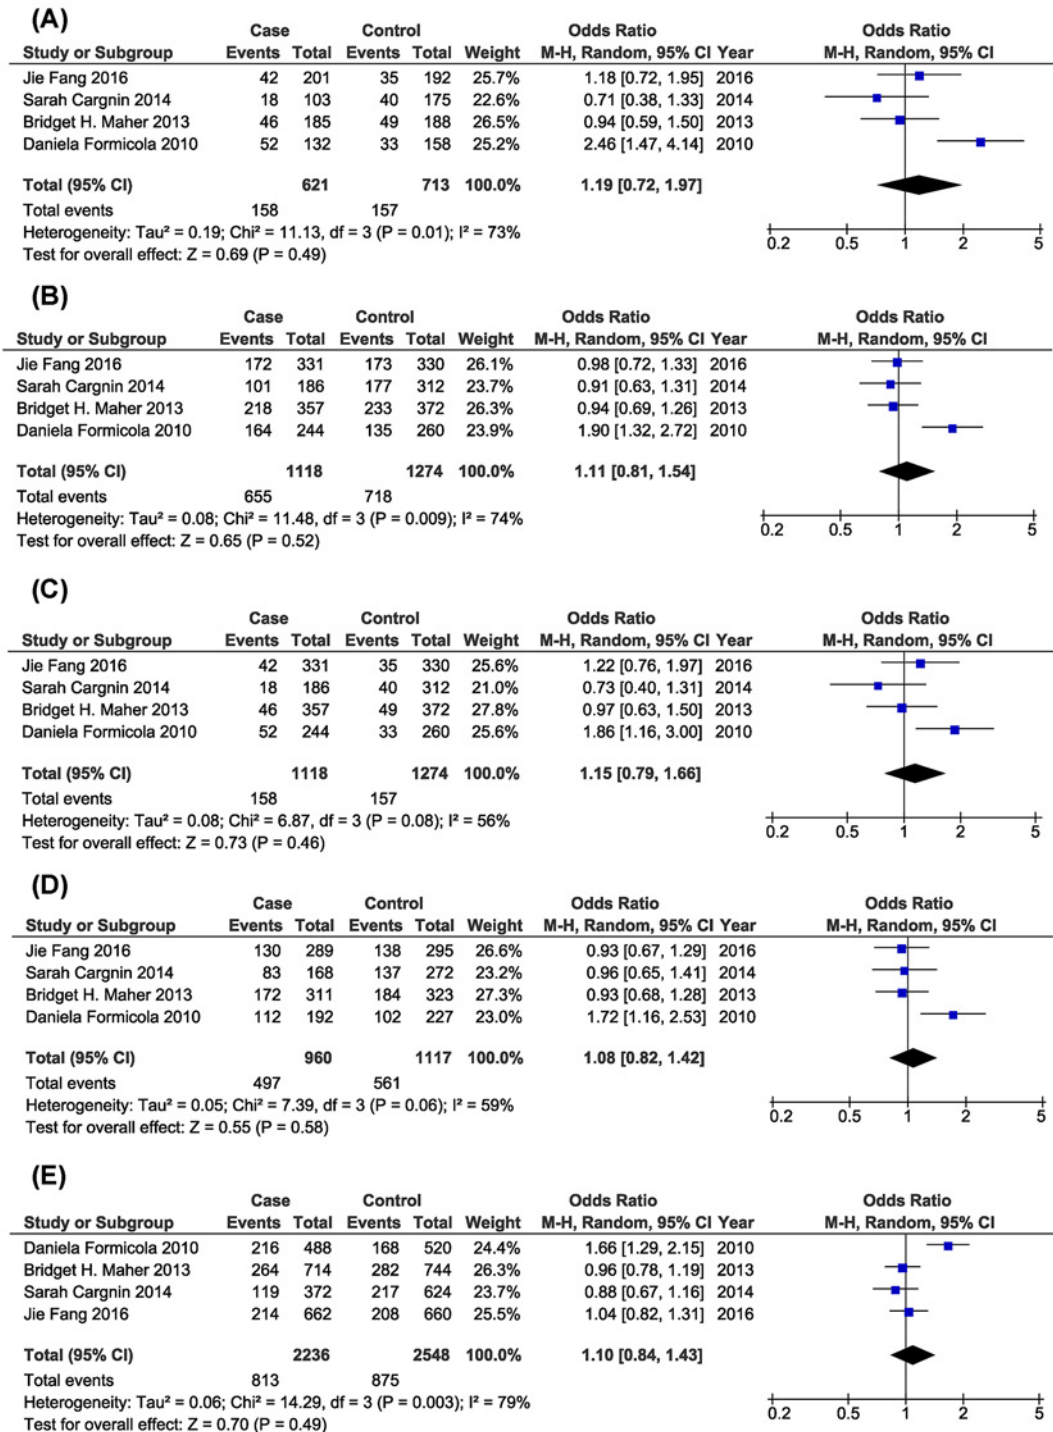 (A)
Case Control Odds Ratio Odds Ratio
Study or Subgroup Events Total Events Total Weight M-H, Random, 95% CI Year M-H, Random, 95% CI
Jie Fang 2016 42 201 35 192 25.7% 1.18 [0.72, 1.95] 2016
Sarah Cargnin 2014 18 103 40 175 22.6% 0.71 [0.38, 1.33] 2014
Bridget H. Maher 2013 46 185 49 188 26.5% 0.94 [0.59, 1.50] 2013
Daniela Formicola 2010 52 132 33 158 25.2% 2.46 [1.47, 4.14] 2010
Total (95% CI) 621 713 100.0% 1.19 [0.72, 1.97]
Total events 158 157
Heterogeneity: Tau² = 0.19; Chi² = 11.13, df = 3 (P = 0.01); I² = 73%
Test for overall effect: Z = 0.69 (P = 0.49)
0.2 0.5 1 2 5
(B)
Case Control Odds Ratio Odds Ratio
Study or Subgroup Events Total Events Total Weight M-H, Random, 95% CI Year M-H, Random, 95% CI
Jie Fang 2016 172 331 173 330 26.1% 0.98 [0.72, 1.33] 2016
Sarah Cargnin 2014 101 186 177 312 23.7% 0.91 [0.63, 1.31] 2014
Bridget H. Maher 2013 218 357 233 372 26.3% 0.94 [0.69, 1.26] 2013
Daniela Formicola 2010 164 244 135 260 23.9% 1.90 [1.32, 2.72] 2010
Total (95% CI) 1118 1274 100.0% 1.11 [0.81, 1.54]
Total events 655 718
Heterogeneity: Tau² = 0.08; Chi² = 11.48, df = 3 (P = 0.009); I² = 74%
Test for overall effect: Z = 0.65 (P = 0.52)
0.2 0.5 1 2 5
(C)
Case Control Odds Ratio Odds Ratio
Study or Subgroup Events Total Events Total Weight M-H, Random, 95% CI Year M-H, Random, 95% CI
Jie Fang 2016 42 331 35 330 25.6% 1.22 [0.76, 1.97] 2016
Sarah Cargnin 2014 18 186 40 312 21.0% 0.73 [0.40, 1.31] 2014
Bridget H. Maher 2013 46 357 49 372 27.8% 0.97 [0.63, 1.50] 2013
Daniela Formicola 2010 52 244 33 260 25.6% 1.86 [1.16, 3.00] 2010
Total (95% CI) 1118 1274 100.0% 1.15 [0.79, 1.66]
Total events 158 157
Heterogeneity: Tau² = 0.08; Chi² = 6.87, df = 3 (P = 0.08); I² = 56%
Test for overall effect: Z = 0.73 (P = 0.46)
0.2 0.5 1 2 5
(D)
Case Control Odds Ratio Odds Ratio
Study or Subgroup Events Total Events Total Weight M-H, Random, 95% CI Year M-H, Random, 95% CI
Jie Fang 2016 130 289 138 295 26.6% 0.93 [0.67, 1.29] 2016
Sarah Cargnin 2014 83 168 137 272 23.2% 0.96 [0.65, 1.41] 2014
Bridget H. Maher 2013 172 311 184 323 27.3% 0.93 [0.68, 1.28] 2013
Daniela Formicola 2010 112 192 102 227 23.0% 1.72 [1.16, 2.53] 2010
Total (95% CI) 960 1117 100.0% 1.08 [0.82, 1.42]
Total events 497 561
Heterogeneity: Tau² = 0.05; Chi² = 7.39, df = 3 (P = 0.06); I² = 59%
Test for overall effect: Z = 0.55 (P = 0.58)
0.2 0.5 1 2 5
(E)
Case Control Odds Ratio Odds Ratio
Study or Subgroup Events Total Events Total Weight M-H, Random, 95% CI Year M-H, Random, 95% CI
Daniela Formicola 2010 216 488 168 520 24.4% 1.66 [1.29, 2.15] 2010
Bridget H. Maher 2013 264 714 282 744 26.3% 0.96 [0.78, 1.19] 2013
Sarah Cargnin 2014 119 372 217 624 23.7% 0.88 [0.67, 1.16] 2014
Jie Fang 2016 214 662 208 660 25.5% 1.04 [0.82, 1.31] 2016
Total (95% CI) 2236 2548 100.0% 1.10 [0.84, 1.43]
Total events 813 875
Heterogeneity: Tau² = 0.06; Chi² = 14.29, df = 3 (P = 0.003); I² = 79%
Test for overall effect: Z = 0.70 (P = 0.49)
0.2 0.5 1 2 5